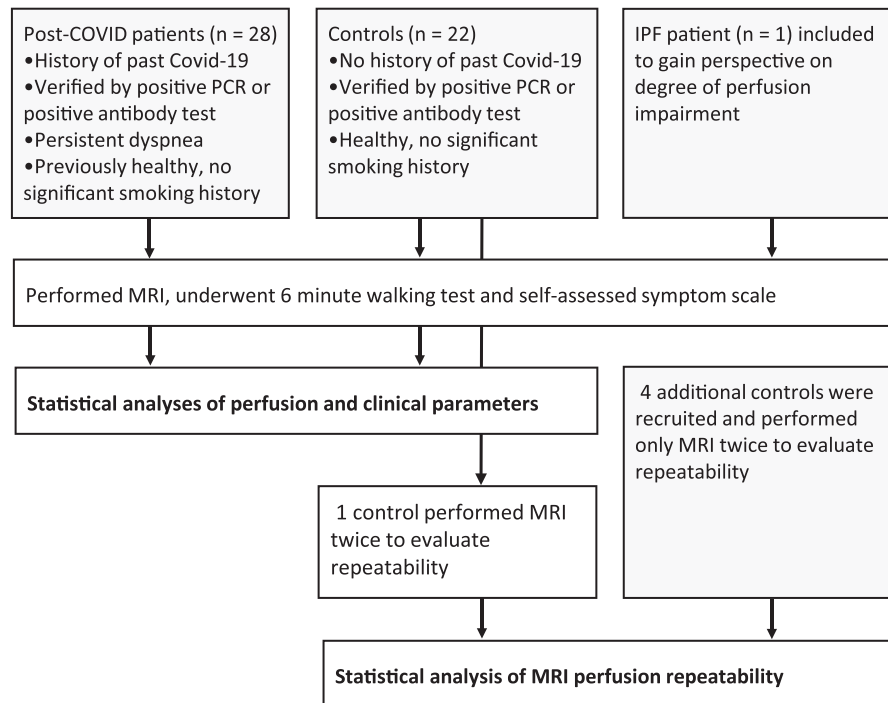 Post-COVID patients (n = 28)
•History of past Covid-19
•Verified by positive PCR or
positive antibody test
•Persistent dyspnea
•Previously healthy, no
significant smoking history
Controls (n = 22)
•No history of past Covid-19
•Verified by positive PCR or
positive antibody test
•Healthy, no significant
smoking history
IPF patient (n = 1) included
to gain perspective on
degree of perfusion
impairment
Performed MRI, underwent 6 minute walking test and self-assessed symptom scale
Statistical analyses of perfusion and clinical parameters
4 additional controls were
recruited and performed
only MRI twice to evaluate
repeatability
1 control performed MRI
twice to evaluate
repeatability
Statistical analysis of MRI perfusion repeatability